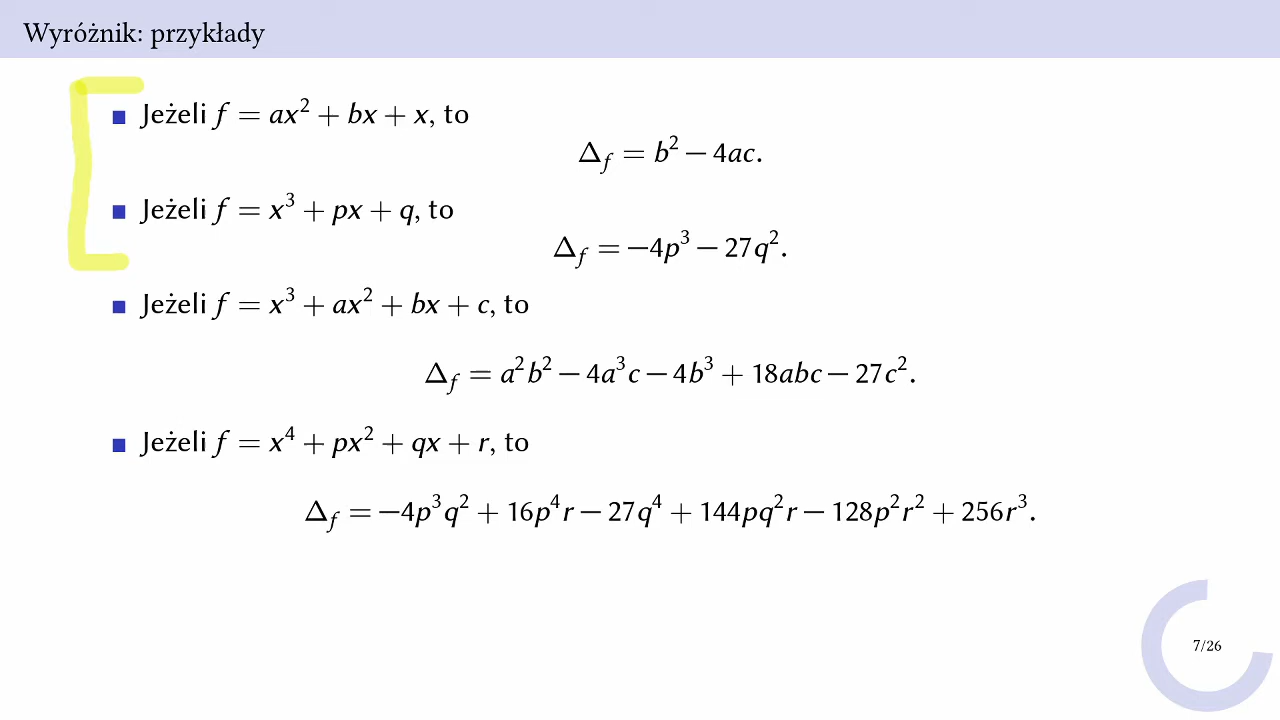 Wyróżnik: przykłady
Jeżeli f = ax² + bx + x, to
Δ_f = b² − 4ac.
Jeżeli f = x³ + px + q, to
Δ_f = −4p³ − 27q².
Jeżeli f = x³ + ax² + bx + c, to
Δ_f = a²b² − 4a³c − 4b³ + 18abc − 27c².
Jeżeli f = x⁴ + px² + qx + r, to
Δ_f = −4p³q² + 16p⁴r − 27q⁴ + 144pq²r − 128p²r² + 256r³.
7/26